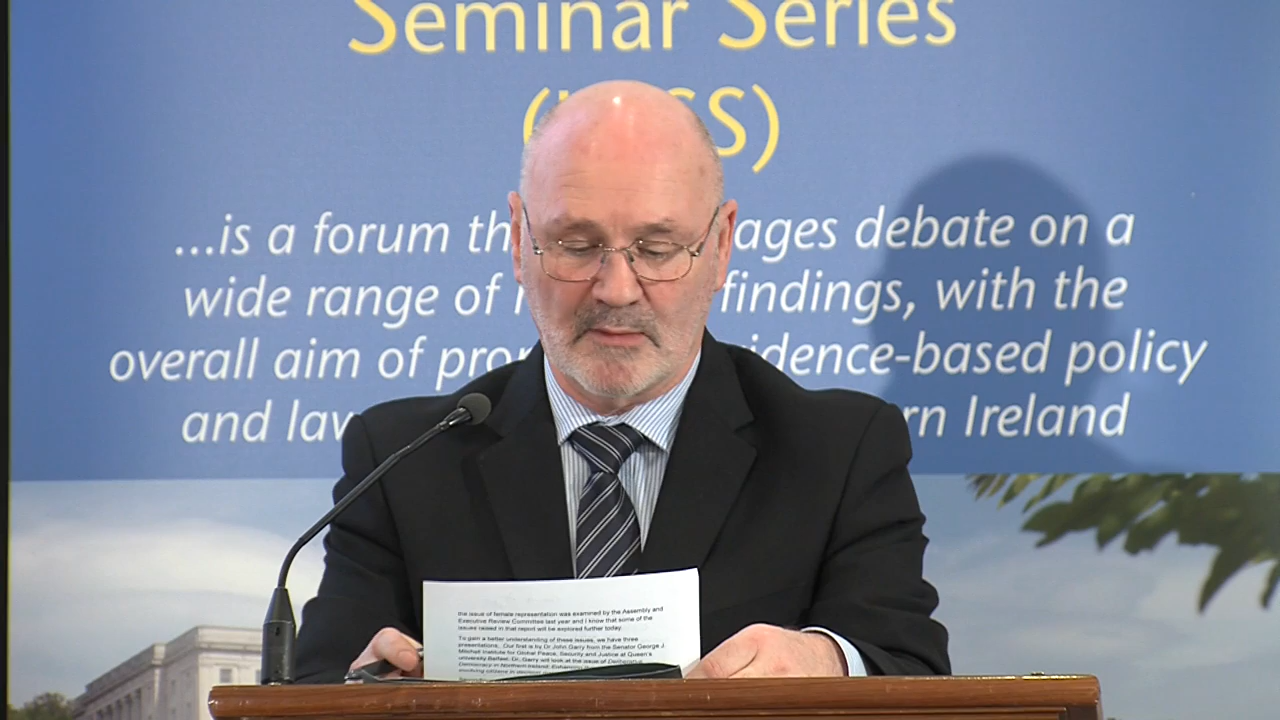 Seminar Series
( SS)
...is a forum th ages debate on a
wide range of findings, with the
overall aim of pro idence-based policy
and law rn Ireland
the issue of female representation was examined by the Assembly and
Executive Review Committee last year and I know that some of the
issues raised in that report will be explored further today.
To gain a better understanding of these issues, we have three
presentations. Our first is by Dr John Garry from the Senator George J.
Mitchell Institute for Global Peace, Security and Justice at Queen's
university Belfast. Dr. Garry will look at the issue of Deliberative
Democracy in Northern Ireland: Enhancing
involving citizens in decision